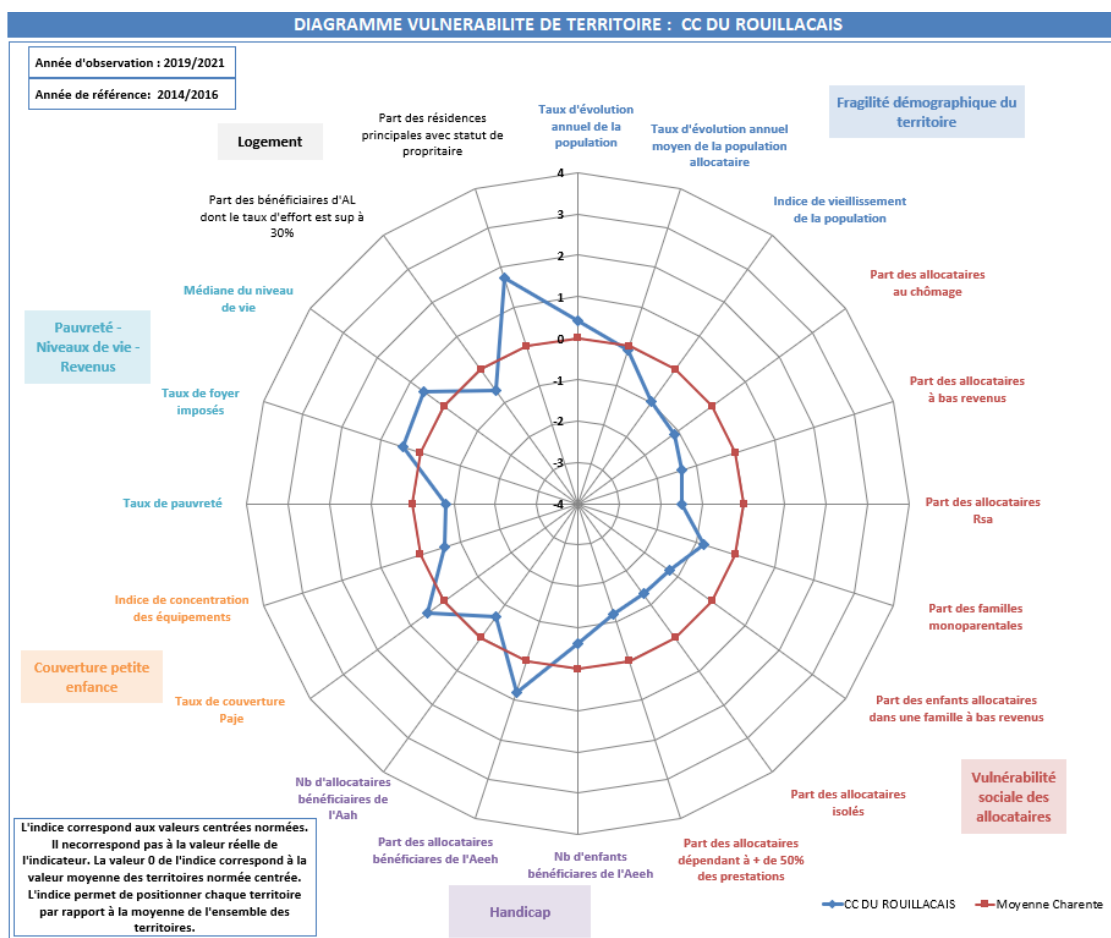 DIAGRAMME VULNERABILITE DE TERRITOIRE : CC DU ROUILLACAIS
Année d'observation : 2019/2021
Année de référence: 2014/2016
Logement
Part des résidences
principales avec statut de
propritaire
Taux d'évolution
annuel de la
population
Taux d'évolution annuel
moyen de la population
allocataire
Fragilité démographique du
territoire
Indice de vieillissement
de la population
Part des bénéficiaires d'AL
dont le taux d'effort est sup à
30%
Part des allocataires
au chômage
Médiane du niveau
de vie
Pauvreté -
Niveaux de vie -
Revenus
Taux de foyer
imposés
Part des allocataires
à bas revenus
Taux de pauvreté
Part des allocataires
Rsa
4
3
2
1
0
-1
-2
-3
-4
Indice de concentration
des équipements
Part des familles
monoparentales
Couverture petite
enfance
Taux de couverture
Paje
Part des enfants allocataires
dans une famille à bas revenus
Nb d'allocataires
bénéficiaires de
l'Aah
Part des allocataires
isolés
Vulnérabilité
sociale des
allocataires
Part des allocataires
bénéficiares de l'Aeeh
Nb d'enfants
bénéficiares de l'Aeeh
Part des allocataires
dépendant à + de 50%
des prestations
Handicap
L'indice correspond aux valeurs centrées normées.
Il necorrespond pas à la valeur réelle de
l'indicateur. La valeur 0 de l'indice correspond à la
valeur moyenne des territoires normée centrée.
L'indice permet de positionner chaque territoire
par rapport à la moyenne de l'ensemble des
territoires.
CC DU ROUILLACAIS
Moyenne Charente